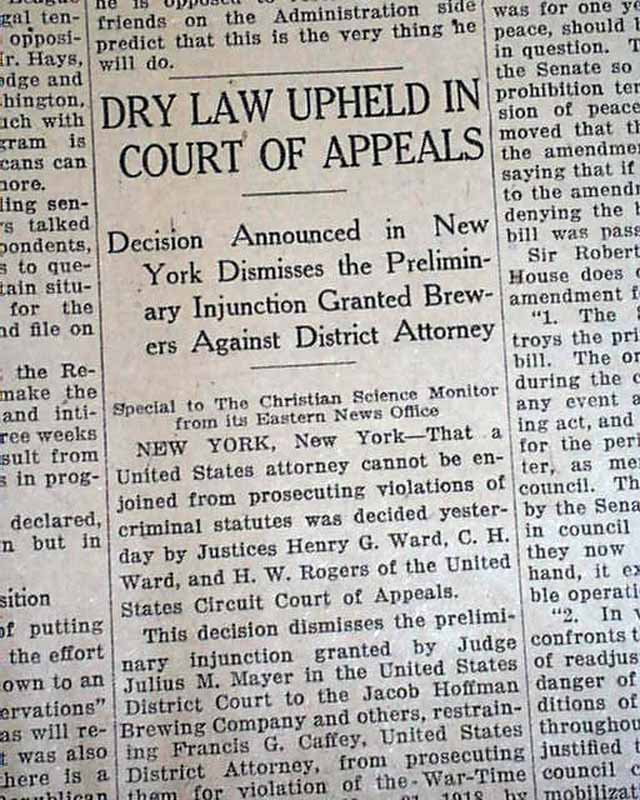 gal ten-
opposi-
r. Hays,
dge and
hington,
uch with
gram is
cans can
more.
ling sen-
rs talked
pondents,
s to que-
tain situ-
for the
nd file on
the Re-
make the
and inti-
ree weeks
sult from
s in prog-
declared,
n but in
sition
of putting
the effort
own to an
ervations"
as will re-
t was also
here is a
he is opposed to
friends on the Administration side
predict that this is the very thing he
will do.
DRY LAW UPHELD IN
COURT OF APPEALS
Decision Announced in New
York Dismisses the Prelimin-
ary Injunction Granted Brew-
ers Against District Attorney
Special to The Christian Science Monitor
from its Eastern News Office
NEW YORK, New York—That a
United States attorney cannot be en-
joined from prosecuting violations of
criminal statutes was decided yester-
day by Justices Henry G. Ward, C. H.
Ward, and H. W. Rogers of the United
States Circuit Court of Appeals.
This decision dismisses the prelimi-
nary injunction granted by Judge
Julius M. Mayer in the United States
District Court to the Jacob Hoffman
Brewing Company and others, restrain-
ing Francis G. Caffey, United States
District Attorney, from prosecuting
them for violation of the War-Time
1918 by
was for one ye
peace, should
in question. T
the Senate so
prohibition ter
sion of peace
moved that th
the amendme
saying that if
to the amendm
denying the h
bill was pass
Sir Robert
House does
amendment f
"1. The
troys the pri
bill. The or
during the c
any event a
ing act, and
for the peri
ter, as me
council. Th
by the Sena
in council
they now
hand, it ex
ble operati
"2. In v
confronts t
of readjus
danger of
ditions of
throughou
justified t
council c
mobilizat